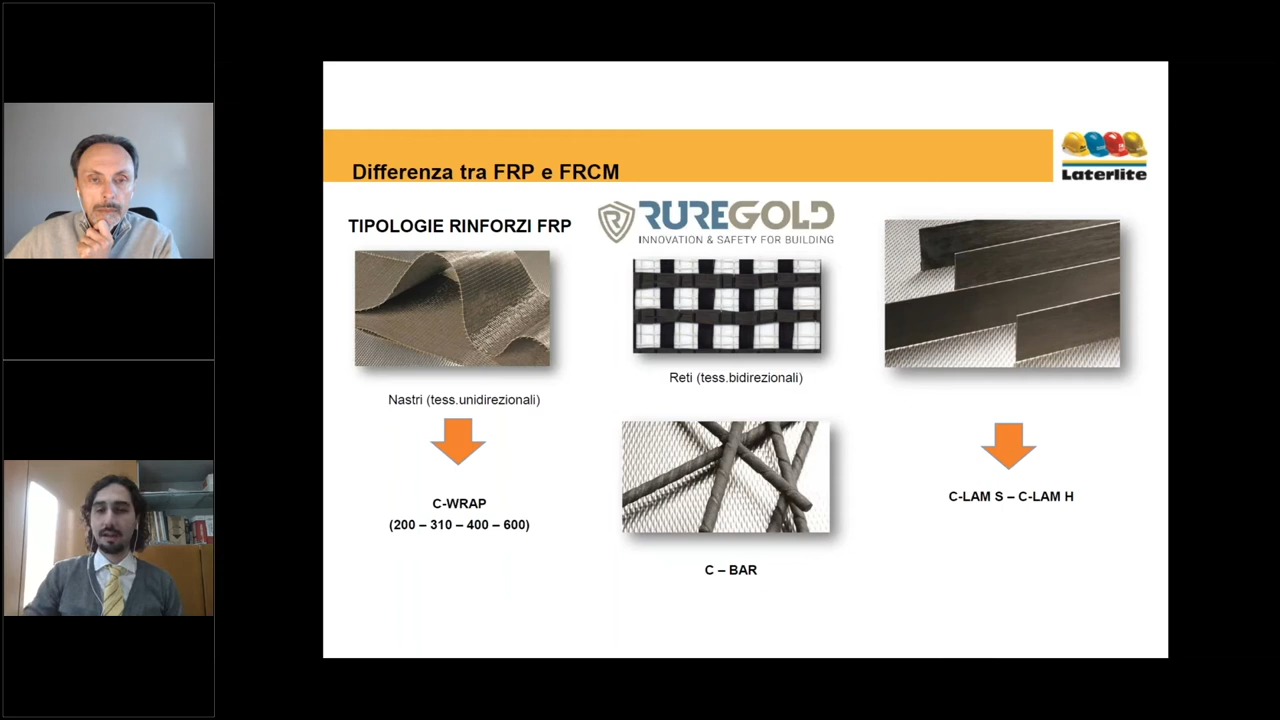 Differenza tra FRP e FRCM
Laterlite
TIPOLOGIE RINFORZI FRP
RUREGOLD
INNOVATION & SAFETY FOR BUILDING
Nastri (tess.unidirezionali)
Reti (tess.bidirezionali)
C-WRAP
(200 – 310 – 400 – 600)
C – BAR
C-LAM S – C-LAM H